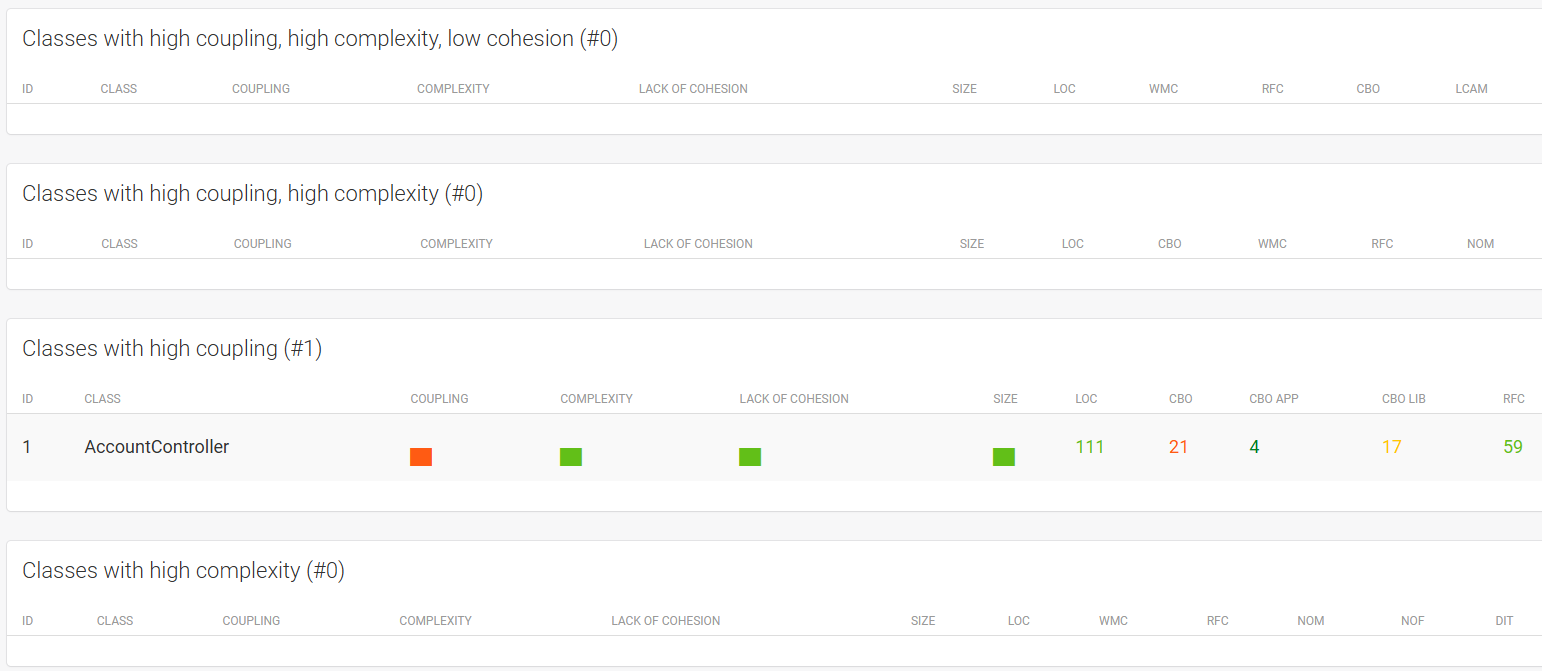 Classes with high coupling, high complexity, low cohesion (#0)
ID CLASS COUPLING COMPLEXITY LACK OF COHESION SIZE LOC WMC RFC CBO LCAM
Classes with high coupling, high complexity (#0)
ID CLASS COUPLING COMPLEXITY LACK OF COHESION SIZE LOC CBO WMC RFC NOM
Classes with high coupling (#1)
ID CLASS COUPLING COMPLEXITY LACK OF COHESION SIZE LOC CBO CBO APP CBO LIB RFC
1 AccountController 111 21 4 17 59
Classes with high complexity (#0)
ID CLASS COUPLING COMPLEXITY LACK OF COHESION SIZE LOC WMC RFC NOM NOF DIT